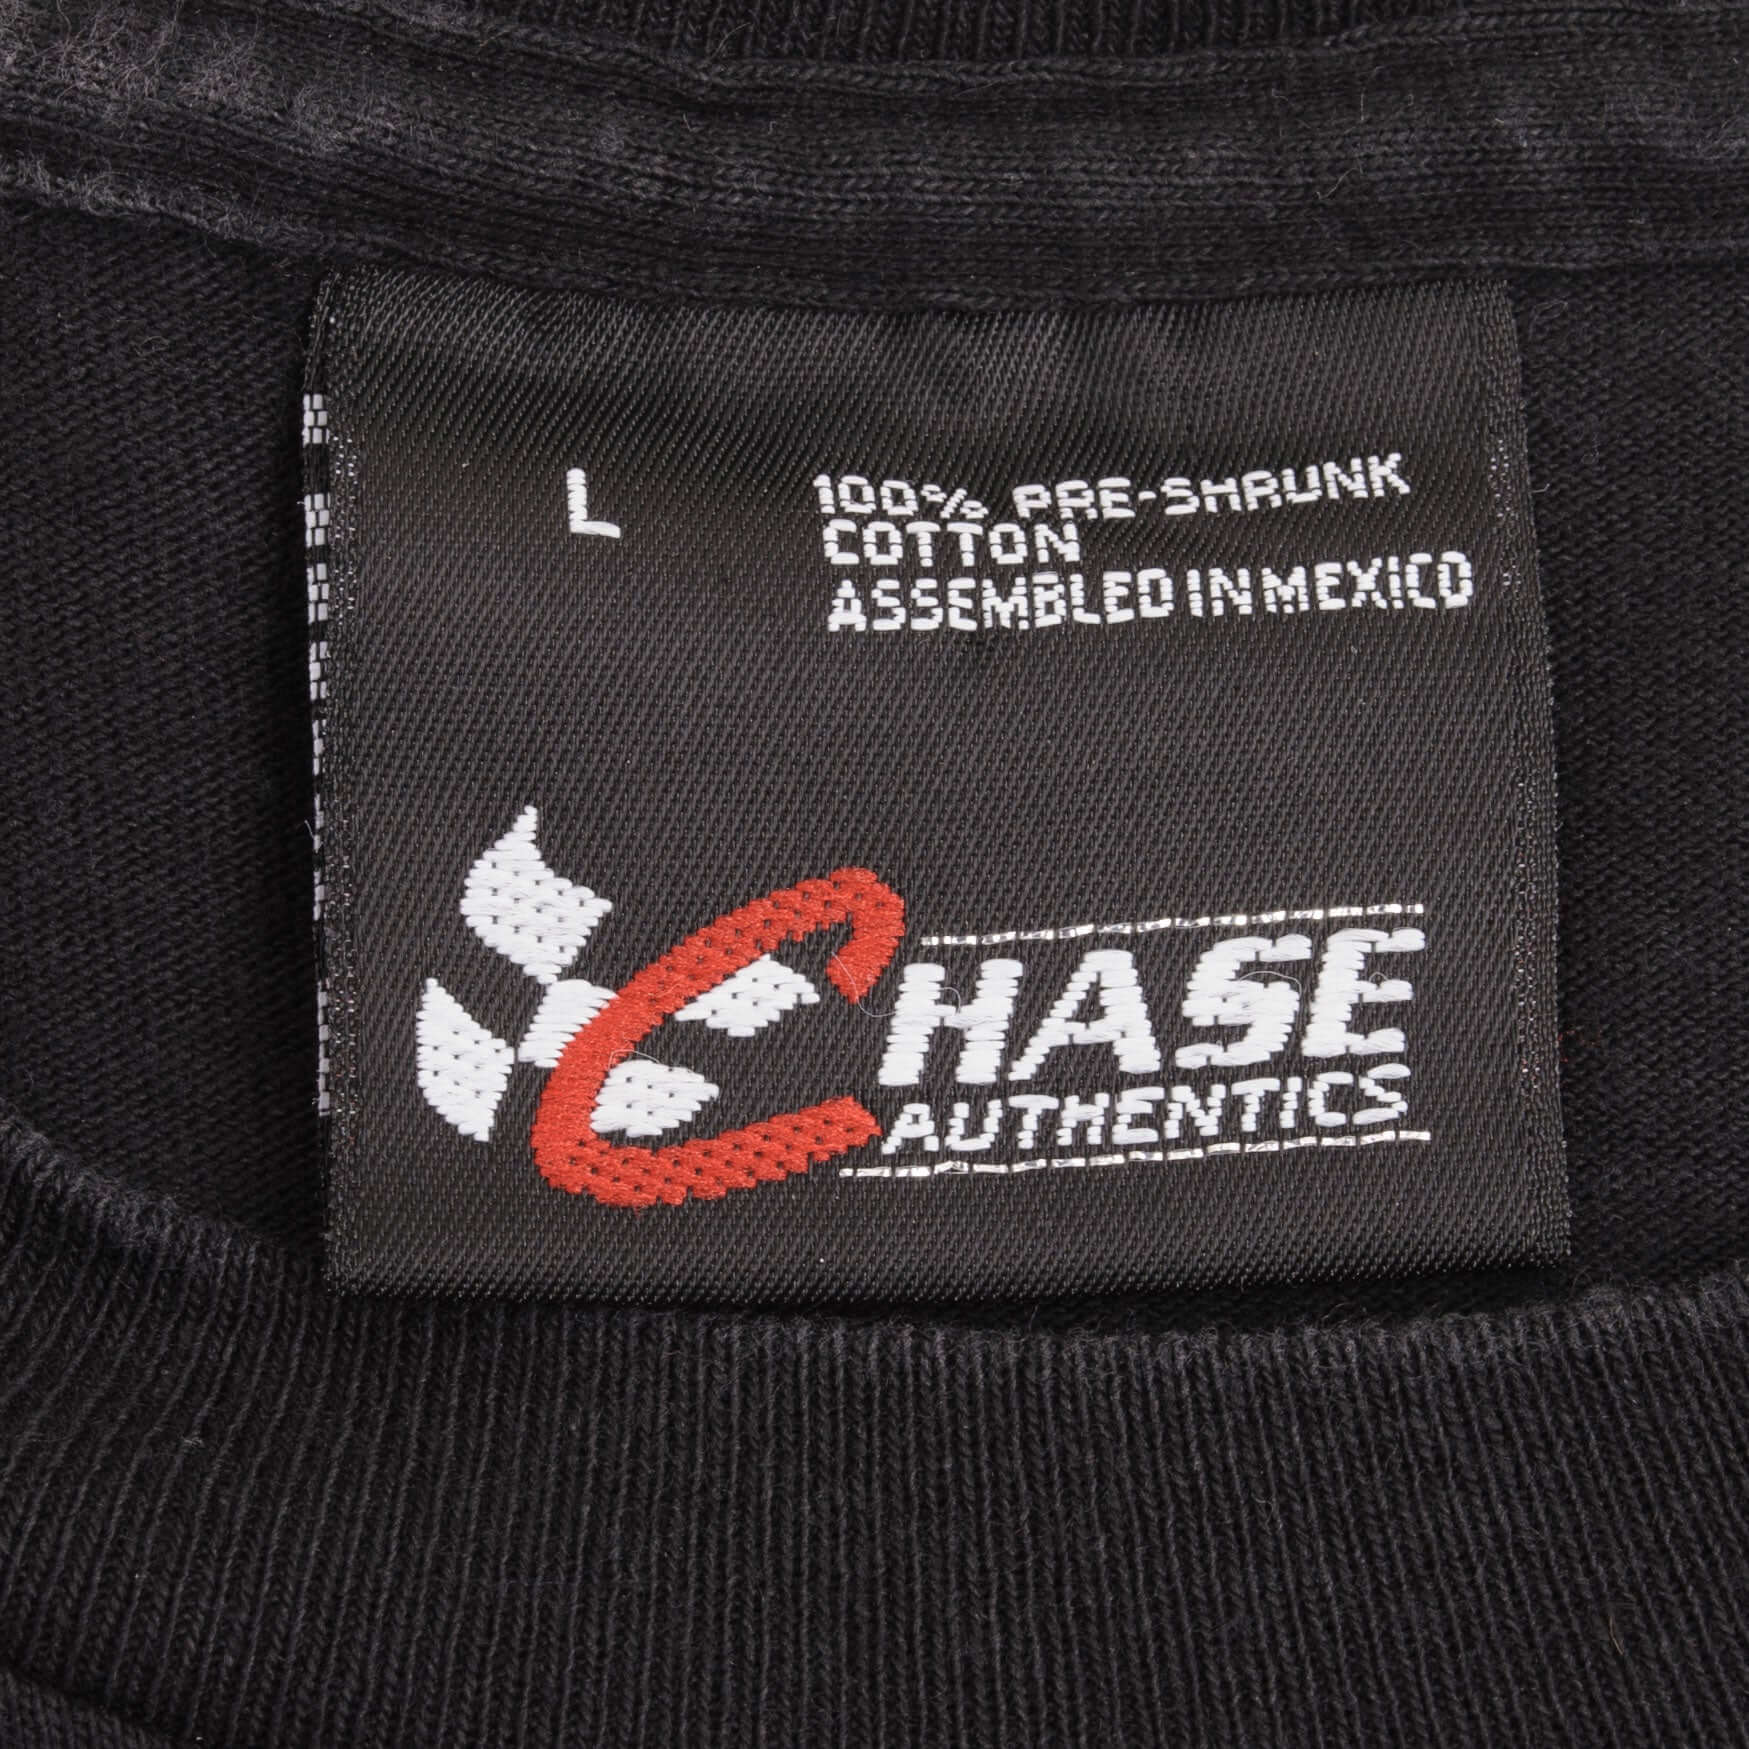 L
100% PRE-SHRUNK
COTTON
ASSEMBLED IN MEXICO
CHASE
AUTHENTICS